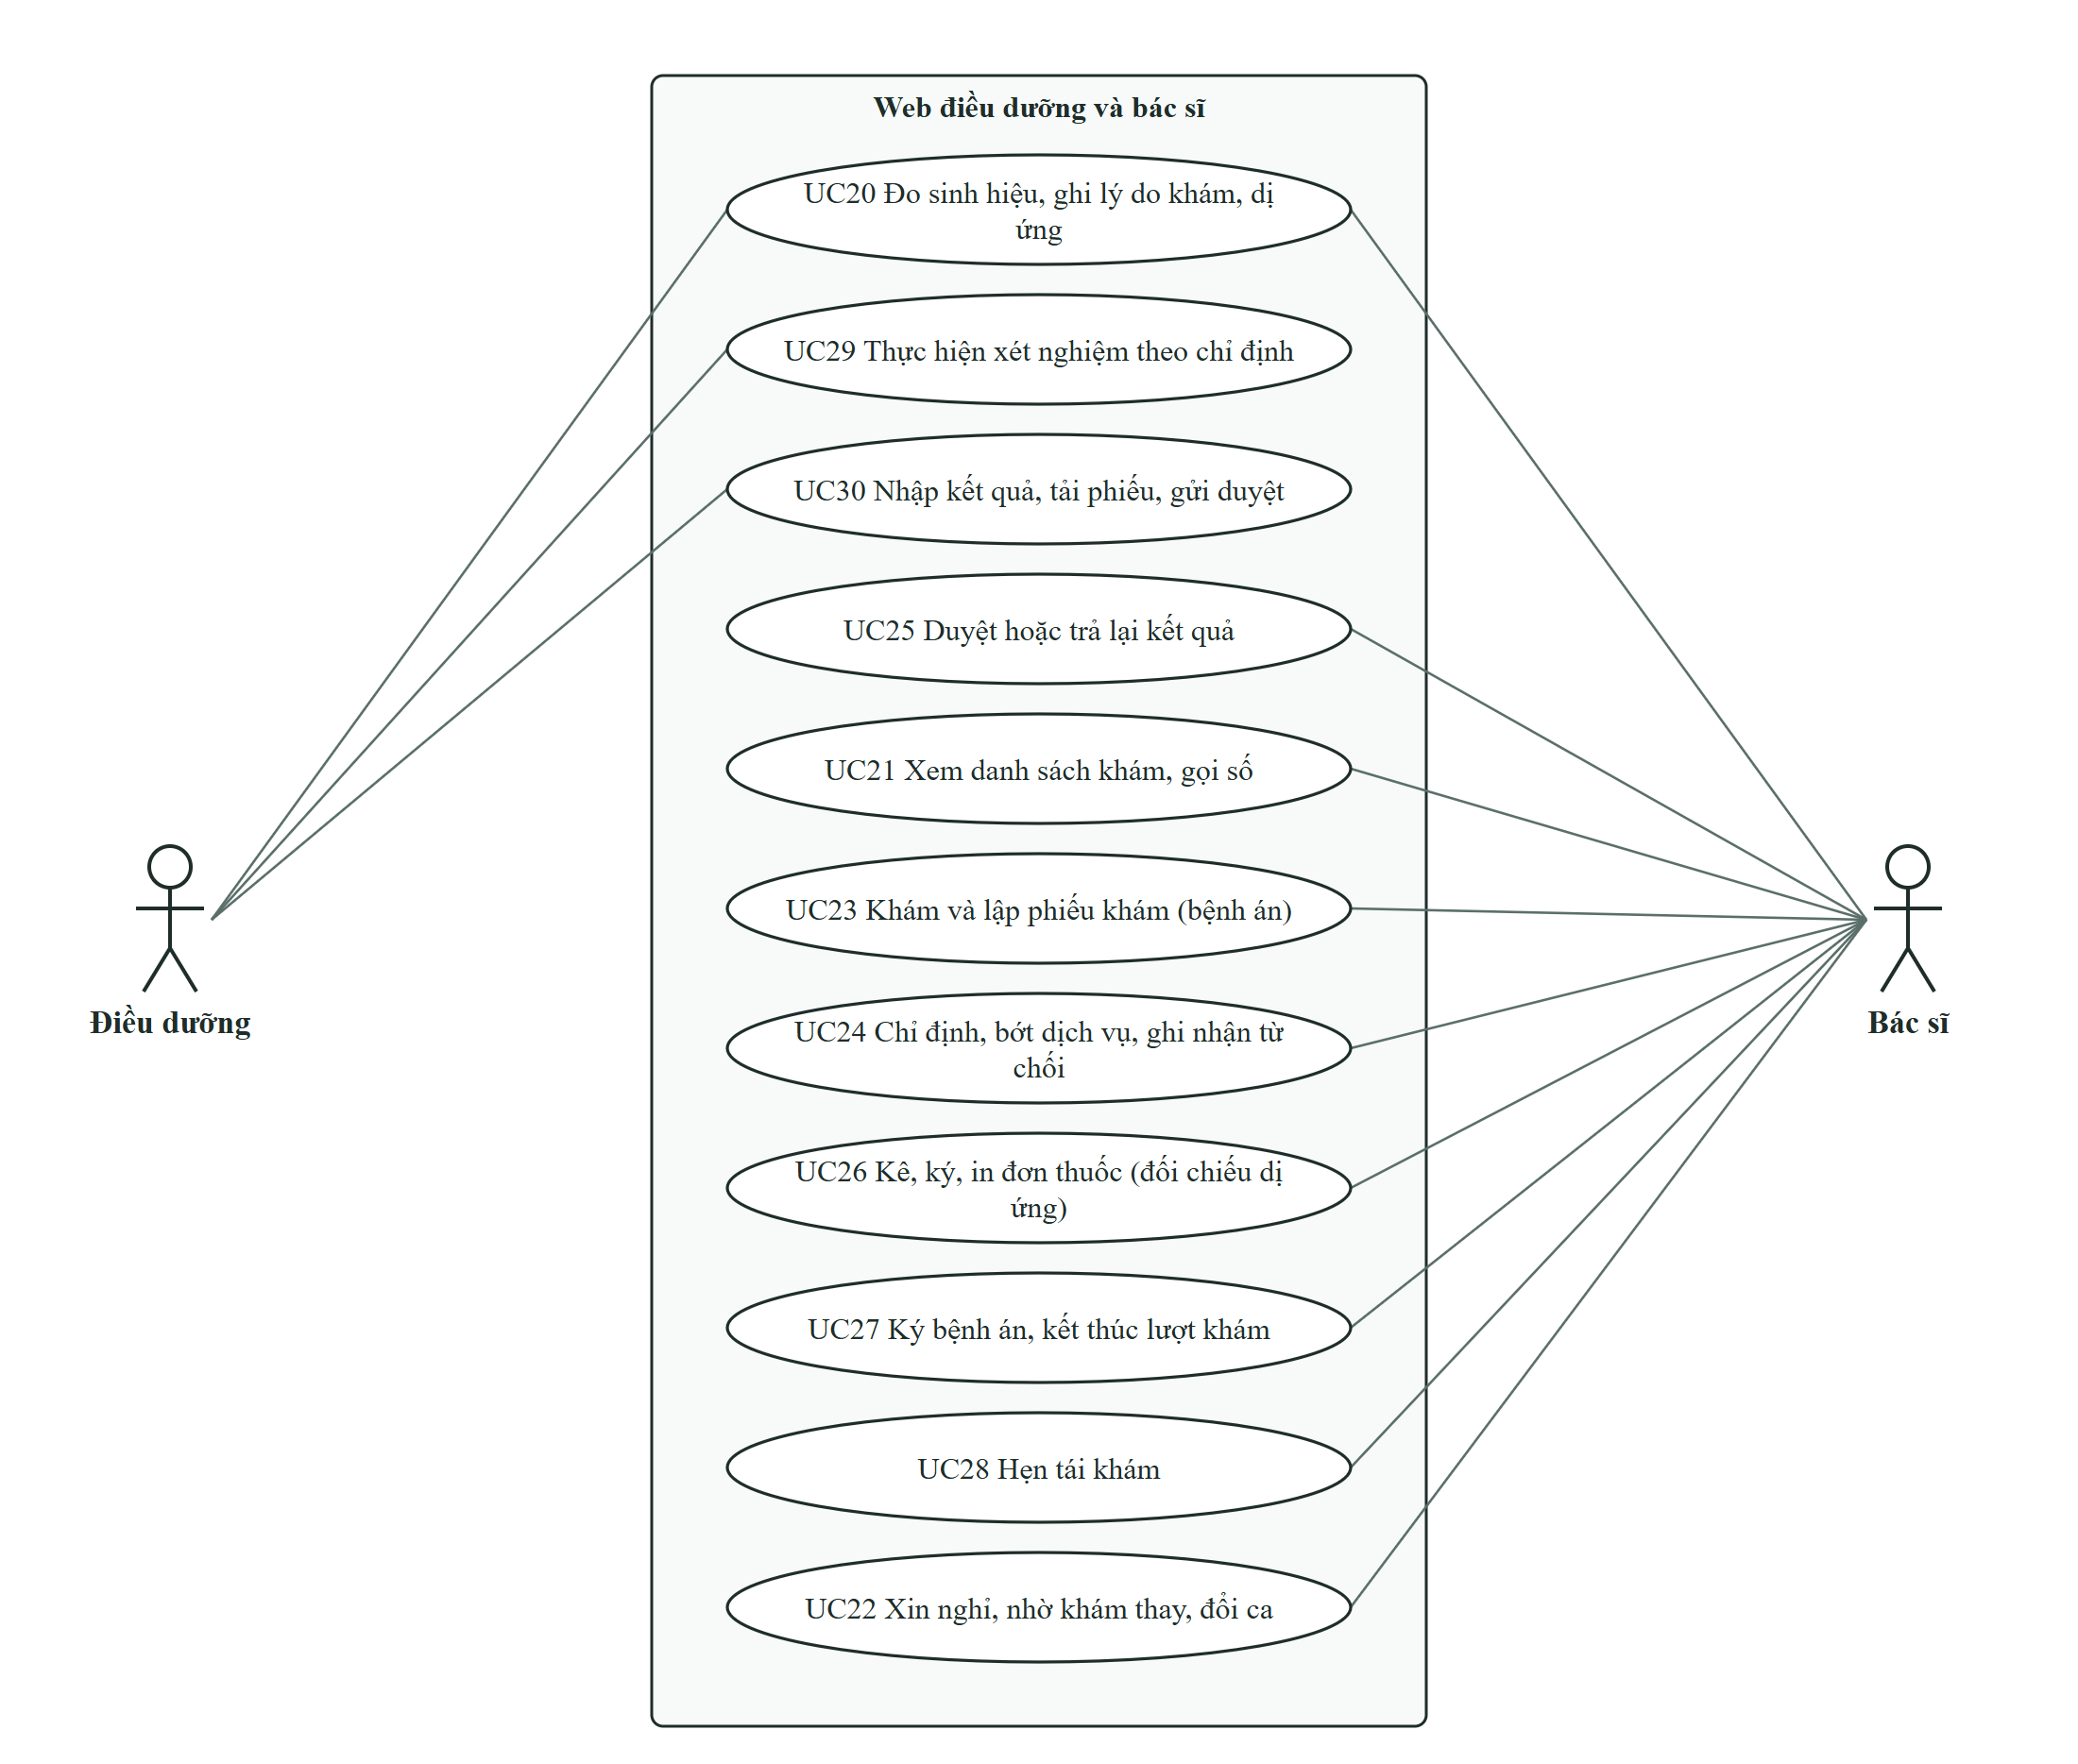 Web điều dưỡng và bác sĩ
UC20 Đo sinh hiệu, ghi lý do khám, dị
ứng
UC29 Thực hiện xét nghiệm theo chỉ định
UC30 Nhập kết quả, tải phiếu, gửi duyệt
UC25 Duyệt hoặc trả lại kết quả
UC21 Xem danh sách khám, gọi số
UC23 Khám và lập phiếu khám (bệnh án)
Điều dưỡng
Bác sĩ
UC24 Chỉ định, bớt dịch vụ, ghi nhận từ
chối
UC26 Kê, ký, in đơn thuốc (đối chiếu dị
ứng)
UC27 Ký bệnh án, kết thúc lượt khám
UC28 Hẹn tái khám
UC22 Xin nghỉ, nhờ khám thay, đổi ca